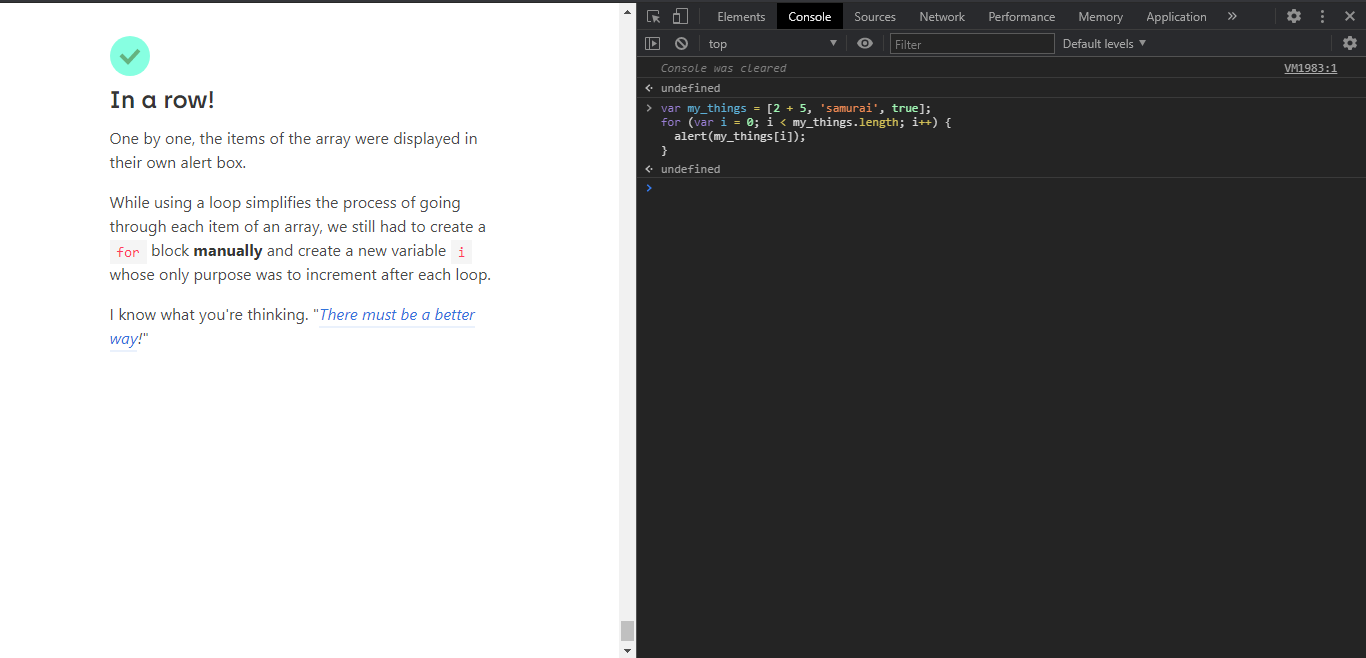 In a row!
One by one, the items of the array were displayed in
their own alert box.
While using a loop simplifies the process of going
through each item of an array, we still had to create a
for block manually and create a new variable i
whose only purpose was to increment after each loop.
I know what you're thinking. "There must be a better
way!"
Elements Console Sources Network Performance Memory Application »
top Filter Default levels
Console was cleared VM1983:1
undefined
var my_things = [2 + 5, 'samurai', true];
for (var i = 0; i < my_things.length; i++) {
alert(my_things[i]);
}
undefined